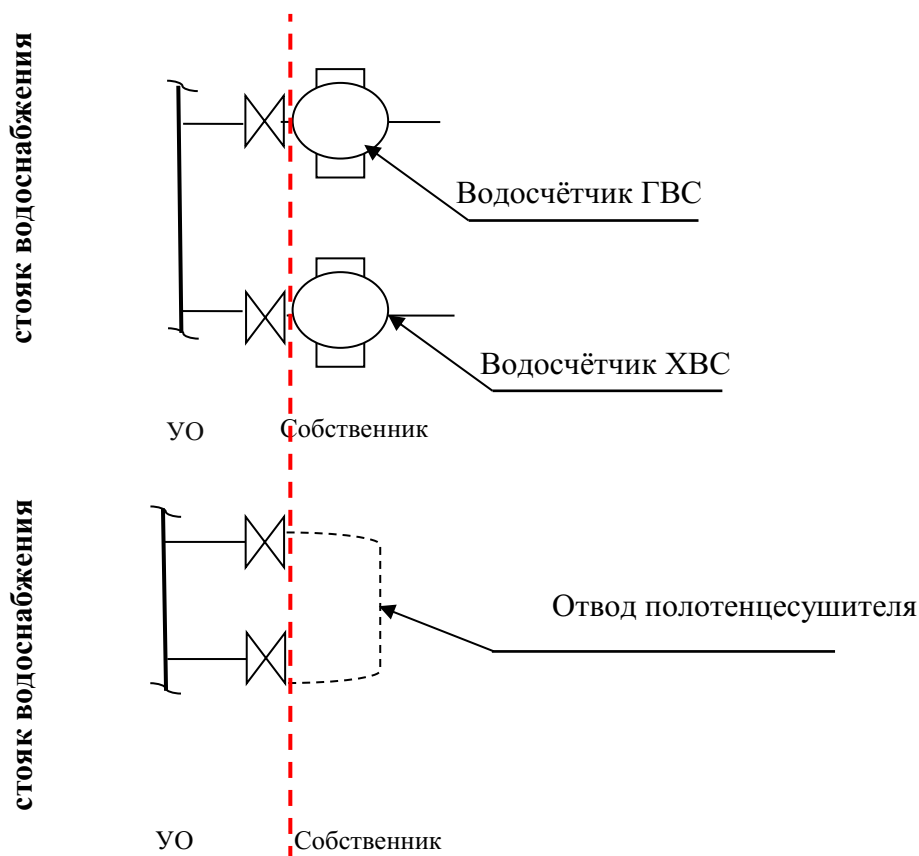 стояк водоснабжения
Водосчётчик ГВС
Водосчётчик ХВС
УО
Собственник
стояк водоснабжения
Отвод полотенцесушителя
УО
Собственник